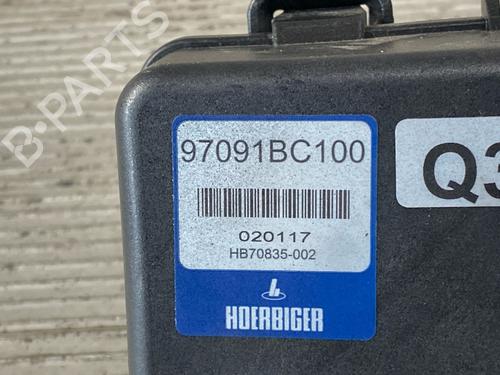 B-PARTS
97091BC100
020117
HB70835-002
HOERBIGER
Q3